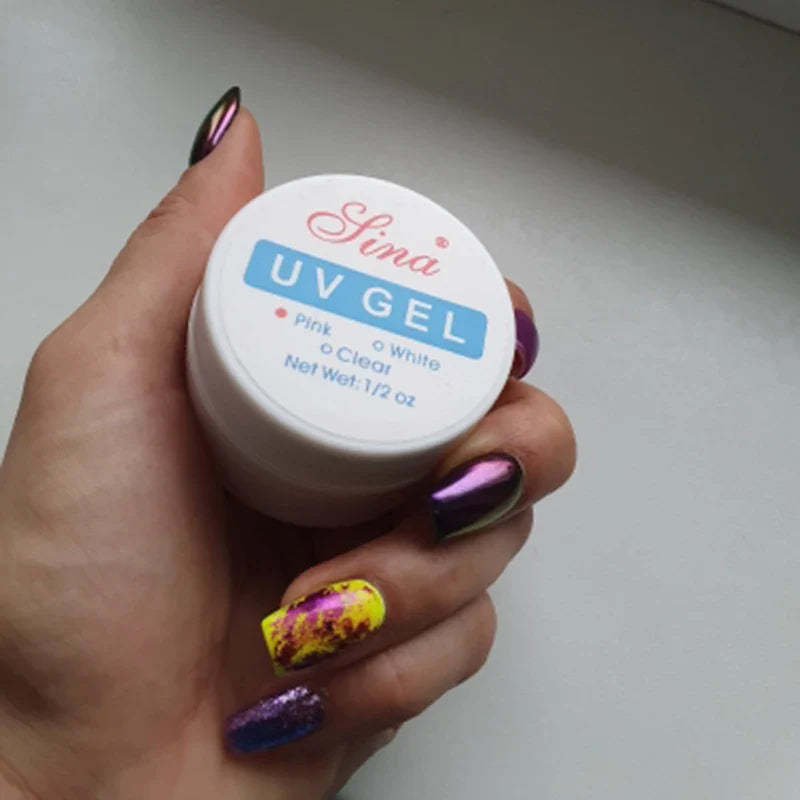 Sina
UV GEL
Pink White
Clear
Net Wet:1/2 oz